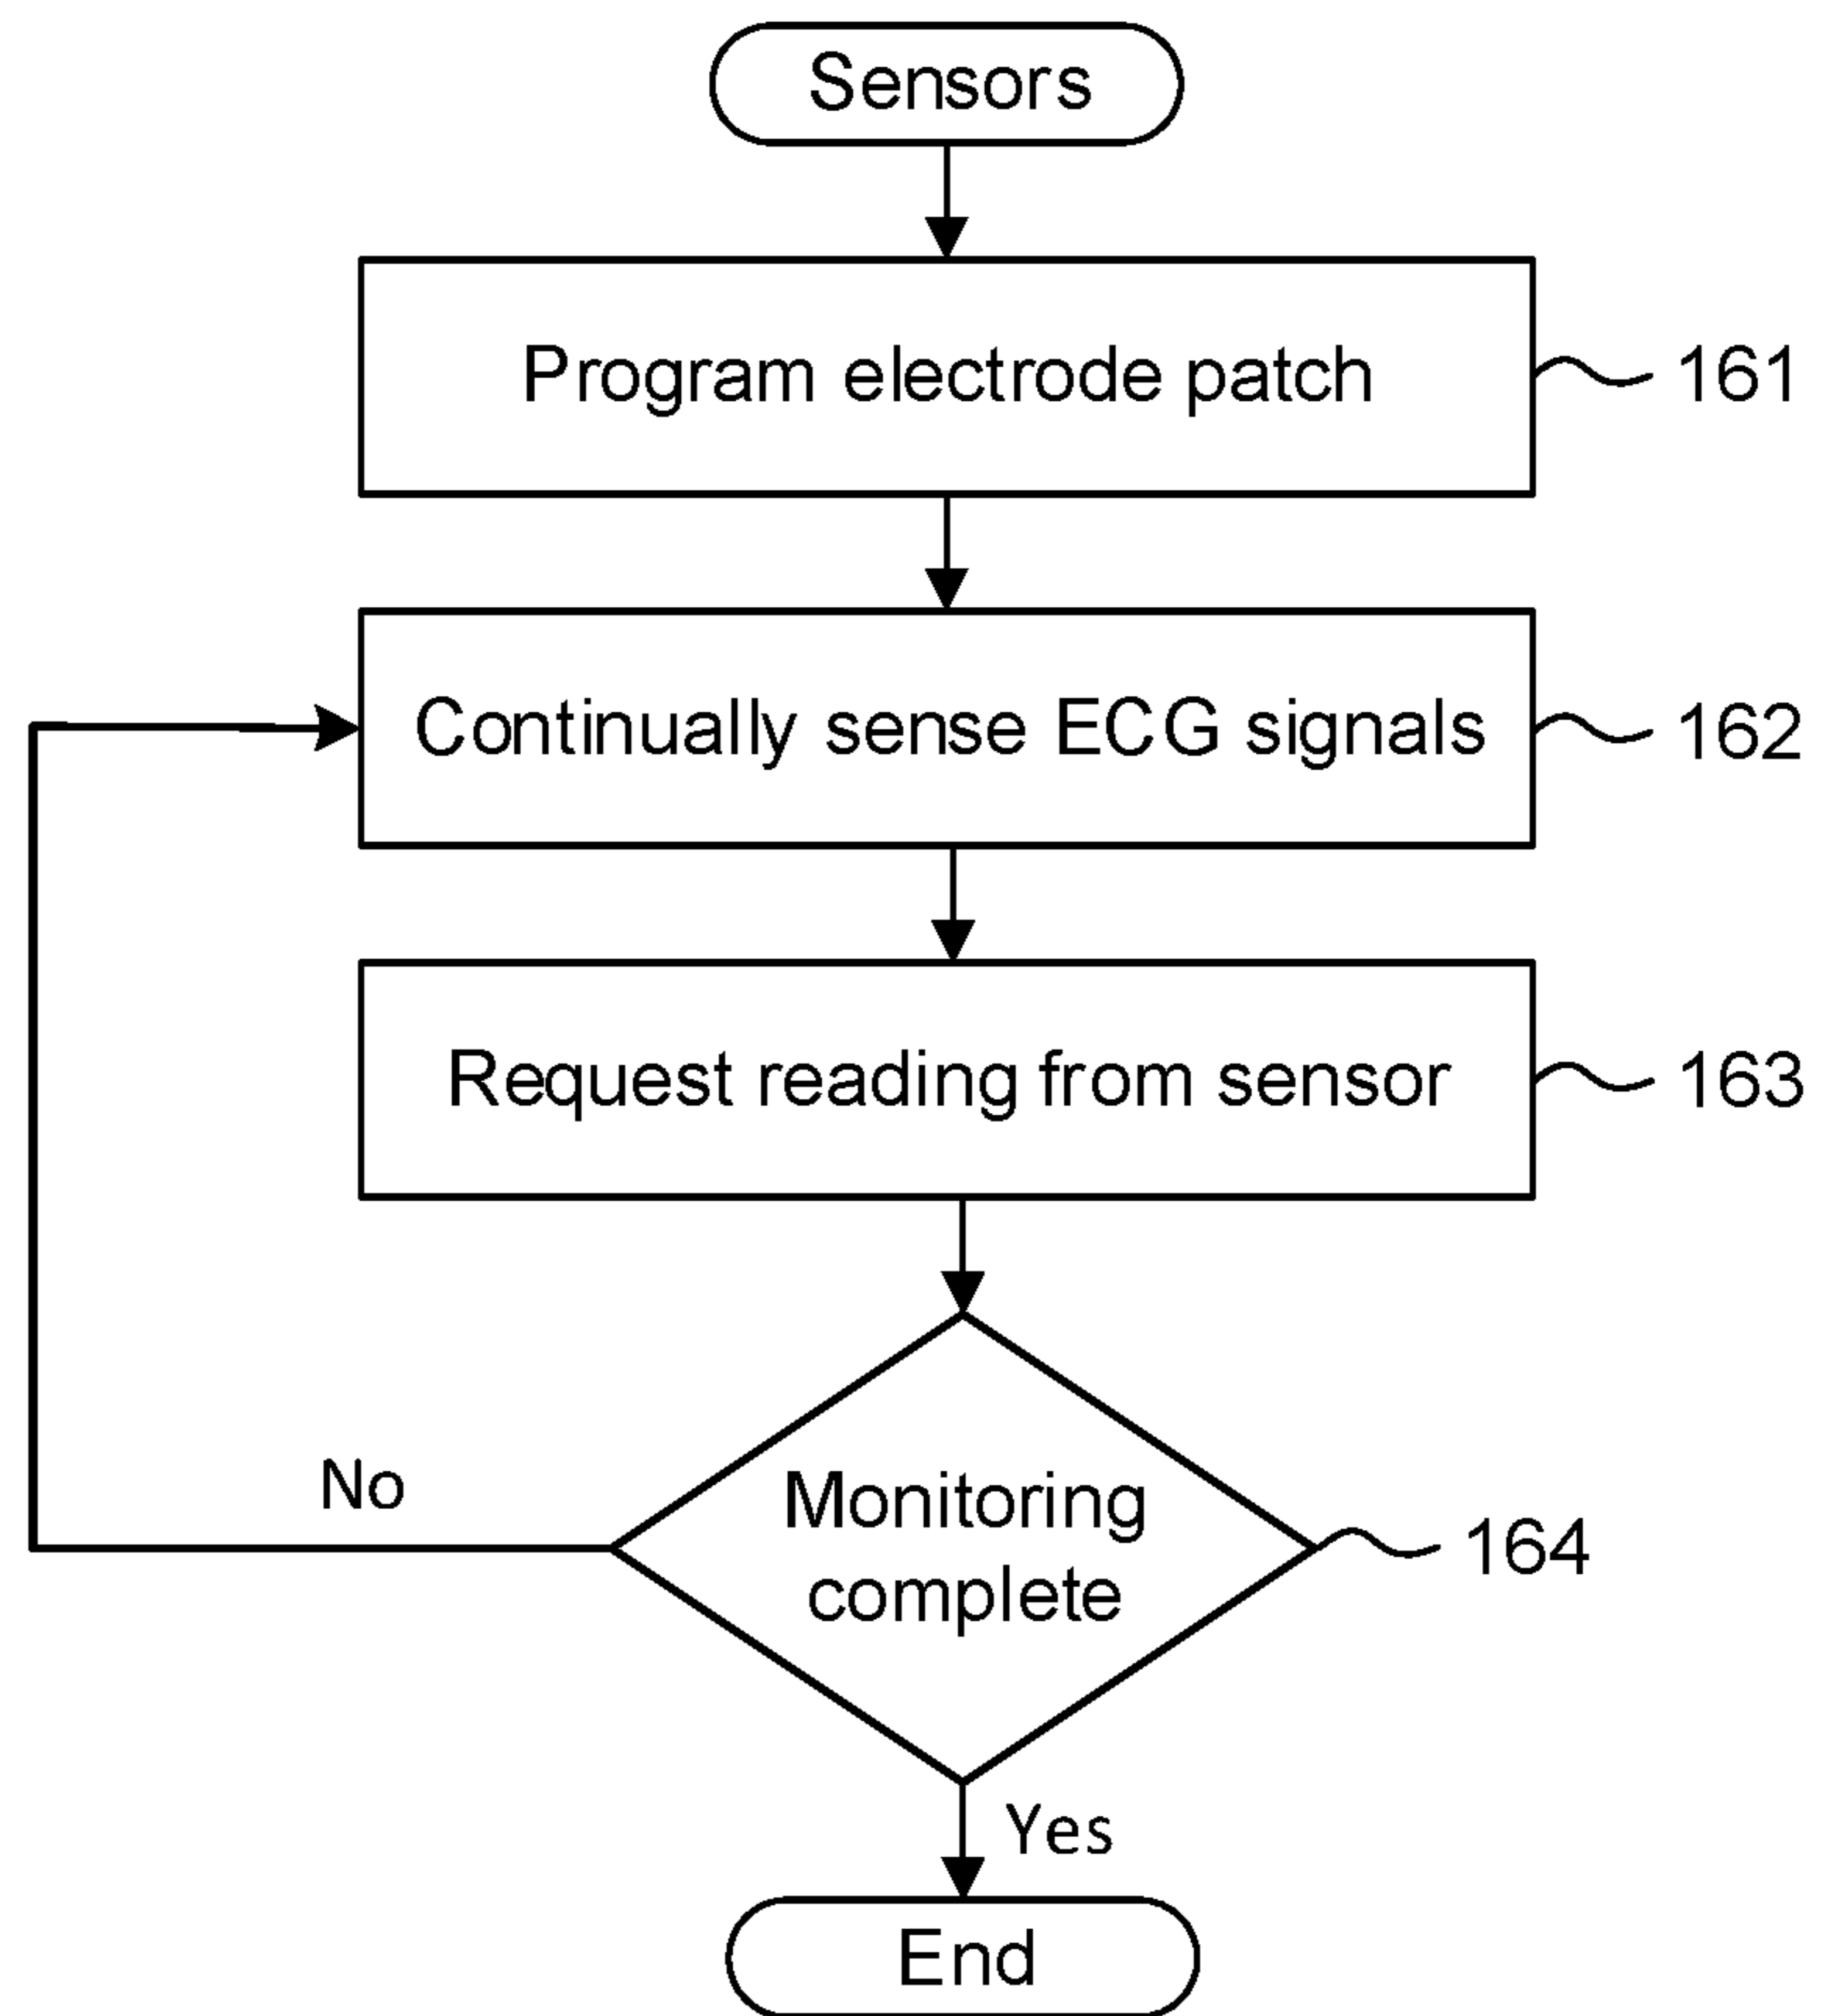 Sensors
Program electrode patch
161
Continually sense ECG signals
162
Request reading from sensor
163
No
Monitoring
complete
164
Yes
End